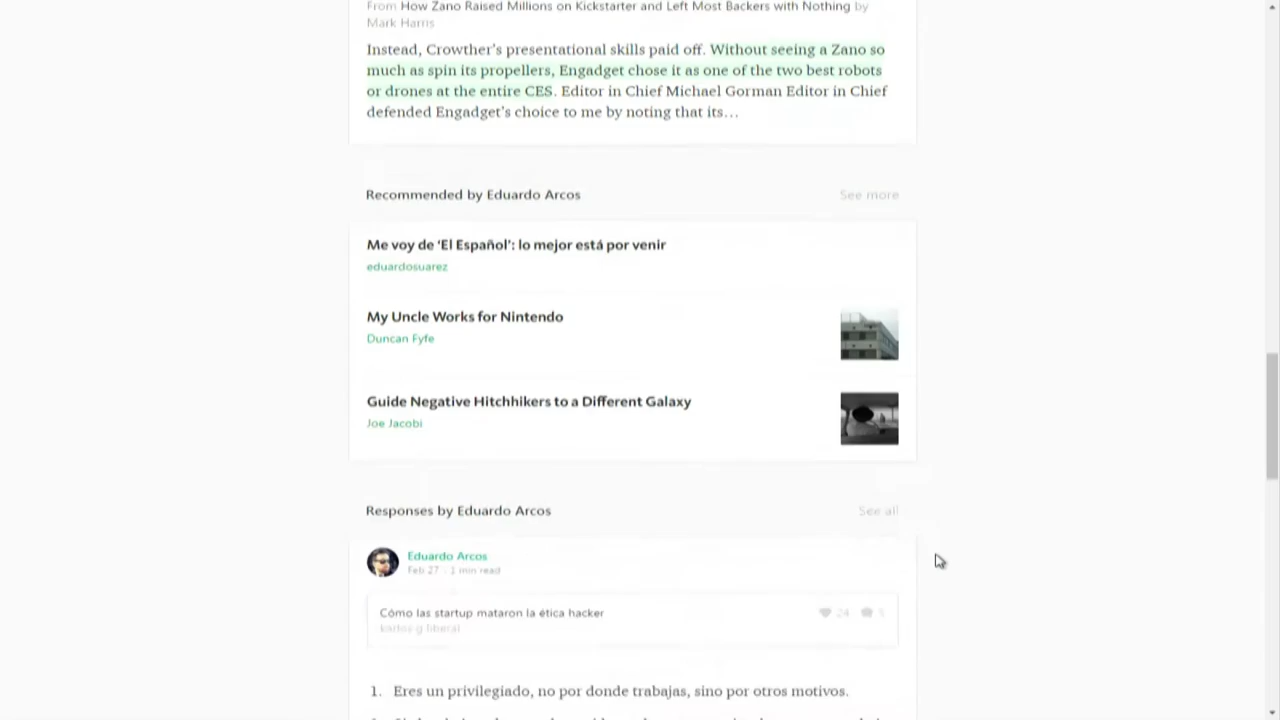 From How Zano Raised Millions on Kickstarter and Left Most Backers with Nothing by
Mark Harris
Instead, Crowther's presentational skills paid off. Without seeing a Zano so
much as spin its propellers, Engadget chose it as one of the two best robots
or drones at the entire CES. Editor in Chief Michael Gorman Editor in Chief
defended Engadget's choice to me by noting that its…
Recommended by Eduardo Arcos
See more
Me voy de ‘El Español’: lo mejor está por venir
eduardosuarez
My Uncle Works for Nintendo
Duncan Fyfe
Guide Negative Hitchhikers to a Different Galaxy
Joe Jacobi
Responses by Eduardo Arcos
See all
Eduardo Arcos
Feb 27 · 1 min read
Cómo las startup mataron la ética hacker
24
karlos g liberal
1. Eres un privilegiado, no por donde trabajas, sino por otros motivos.